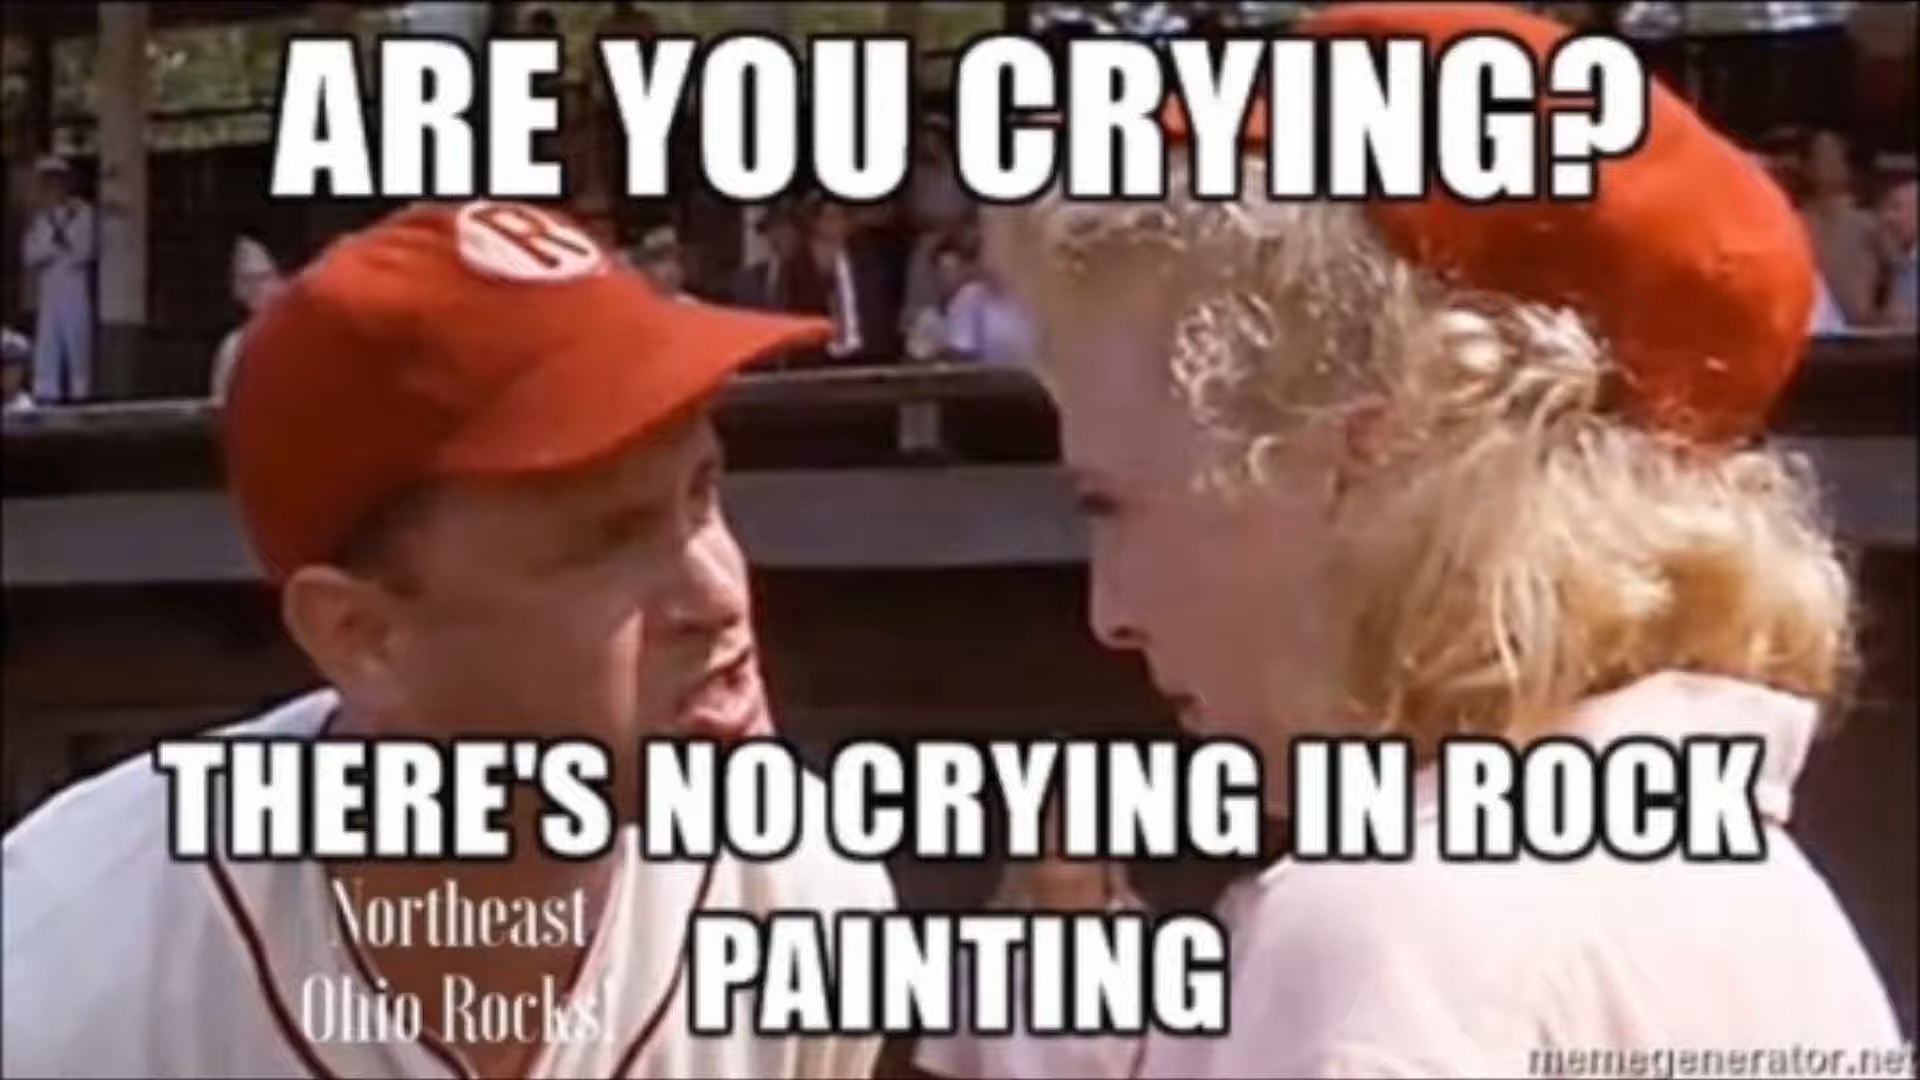 ARE YOU CRYING?
THERE'S NO CRYING IN ROCK
PAINTING
Northeast
Ohio Rocks!
memegenerator.net
R